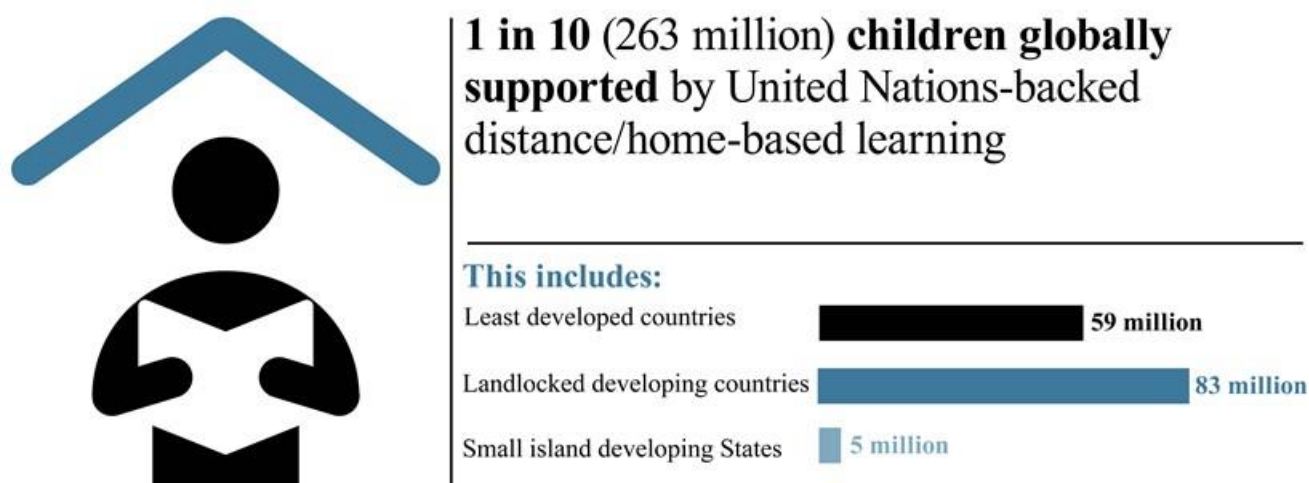 1 in 10 (263 million) children globally
supported by United Nations-backed
distance/home-based learning
This includes:
Least developed countries 59 million
Landlocked developing countries 83 million
Small island developing States 5 million